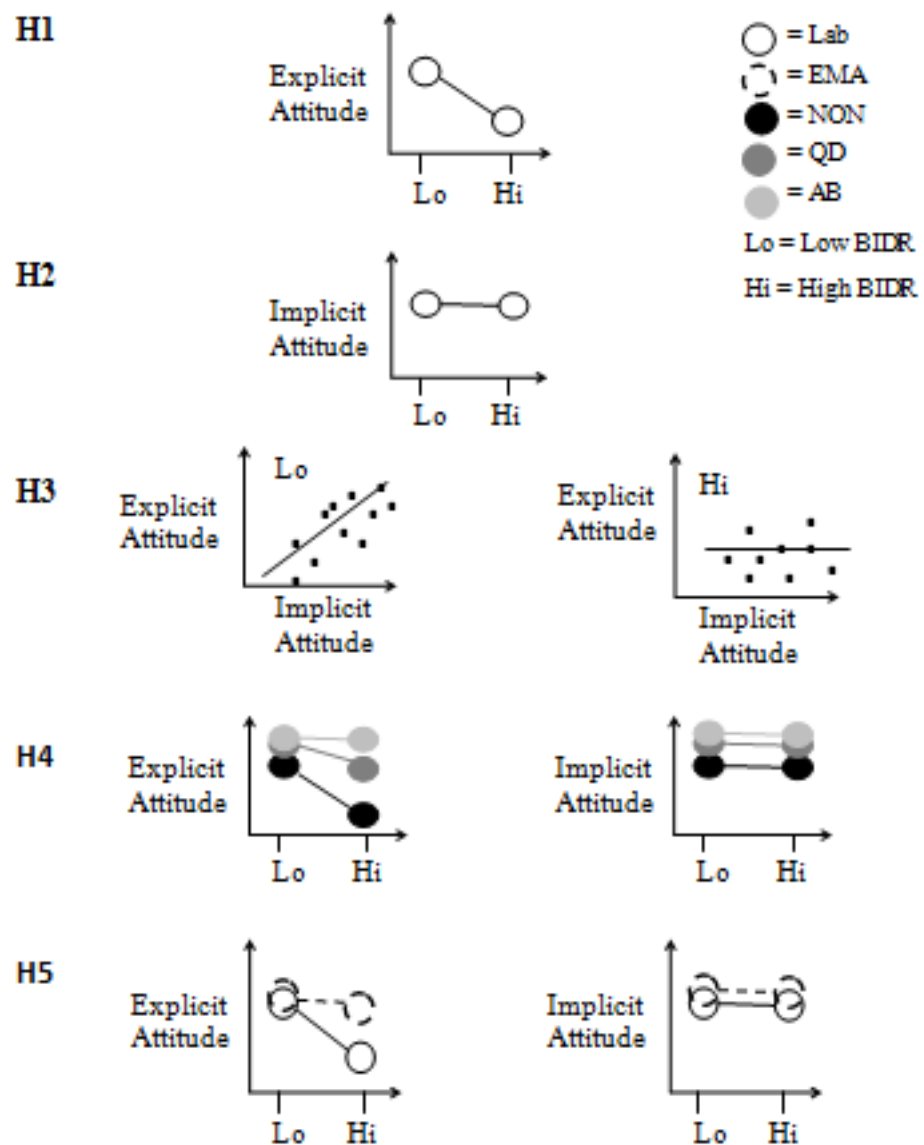 H1
Explicit
Attitude
Lo
Hi
= Lab
= EMA
= NON
= QD
= AB
Lo = Low BIDR
Hi = High BIDR
H2
Implicit
Attitude
Lo
Hi
H3
Explicit
Attitude
Lo
Implicit
Attitude
Explicit
Attitude
Hi
Implicit
Attitude
H4
Explicit
Attitude
Lo
Hi
Implicit
Attitude
Lo
Hi
H5
Explicit
Attitude
Lo
Hi
Implicit
Attitude
Lo
Hi